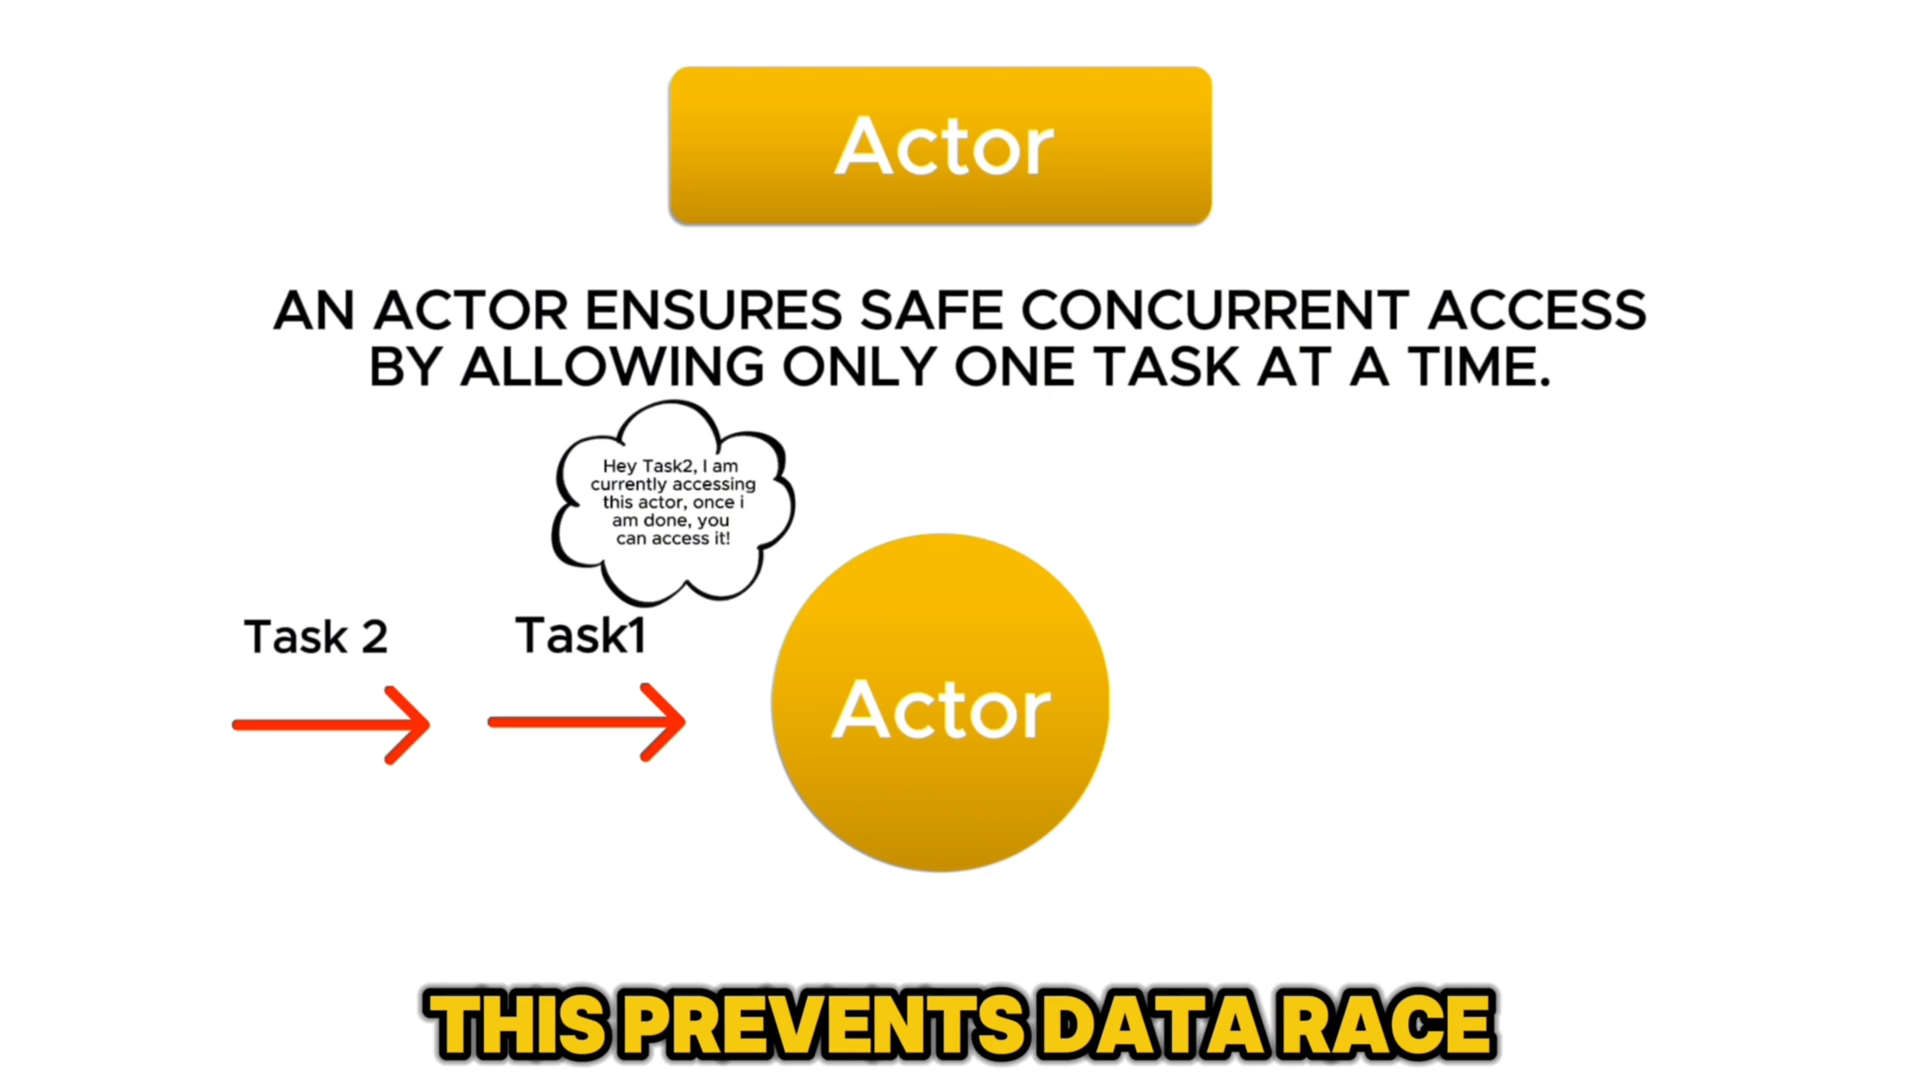 Actor
AN ACTOR ENSURES SAFE CONCURRENT ACCESS
BY ALLOWING ONLY ONE TASK AT A TIME.
Hey Task2, I am
currently accessing
this actor, once i
am done, you
can access it!
Task 2
Task1
Actor
THIS PREVENTS DATA RACE